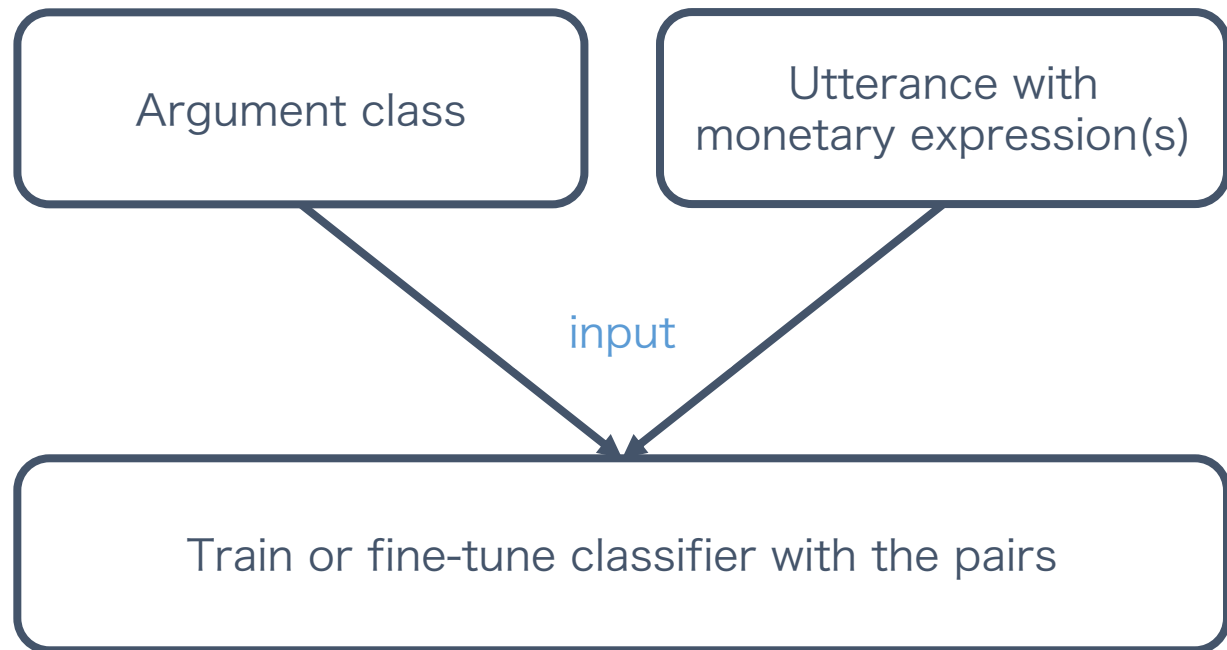 Argument class
Utterance with
monetary expression(s)
input
Train or fine-tune classifier with the pairs